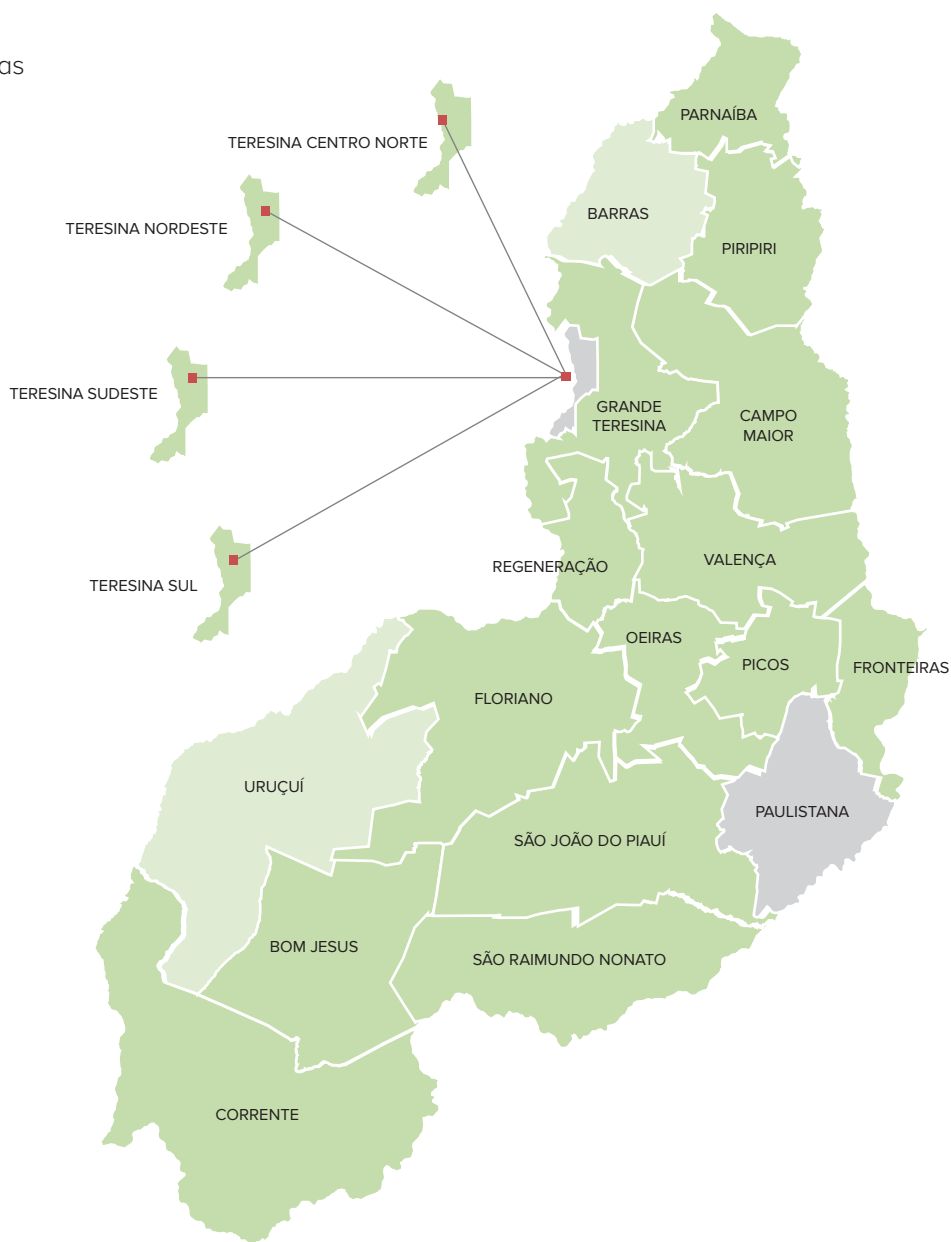 as
PARNAÍBA
TERESINA CENTRO NORTE
BARRAS
TERESINA NORDESTE
PIRIPIRI
TERESINA SUDESTE
GRANDE
TERESINA
CAMPO
MAIOR
REGENERAÇÃO
VALENÇA
TERESINA SUL
OEIRAS
PICOS
FRONTEIRAS
FLORIANO
URUÇUÍ
PAULISTANA
SÃO JOÃO DO PIAUÍ
BOM JESUS
SÃO RAIMUNDO NONATO
CORRENTE